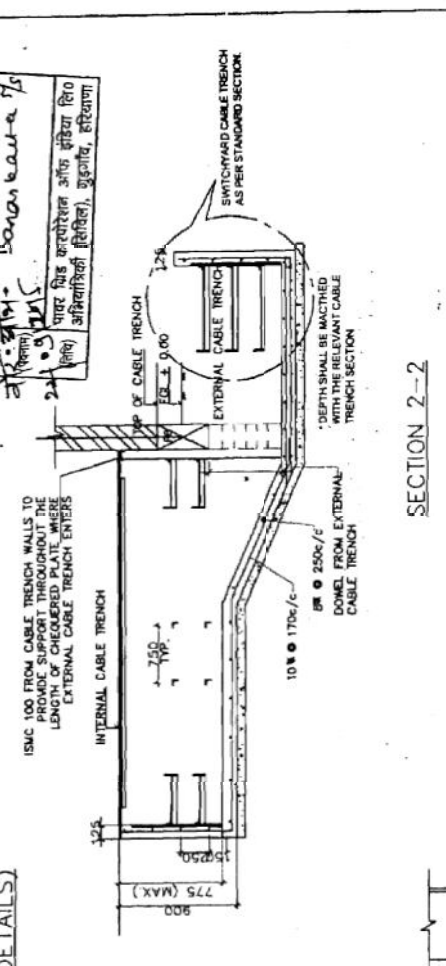 DETAILS)
Baraskatta
पावर ग्रिड कारपोरेशन ऑफ इंडिया लि०
अभियांत्रिकी (सिविल), गुड़गाँव, हरियाणा
ISMC 100 FROM CABLE TRENCH WALLS TO
PROVIDE SUPPORT THROUGHOUT THE
LENGTH OF CHEQUERED PLATE WHERE
EXTERNAL CABLE TRENCH ENTERS
INTERNAL CABLE TRENCH
TOP OF CABLE TRENCH
FGL ± 0.00
EXTERNAL CABLE TRENCH
125
SWITCHYARD CABLE TRENCH
AS PER STANDARD SECTION.
125
750
TYP.
250
150
775 (MAX.)
900
*DEPTH SHALL BE MACTHED
WITH THE RELEVANT CABLE
TRENCH SECTION
10 @ 170c/c
8 @ 250c/c
DOWEL FROM EXTERNAL
CABLE TRENCH
SECTION 2-2